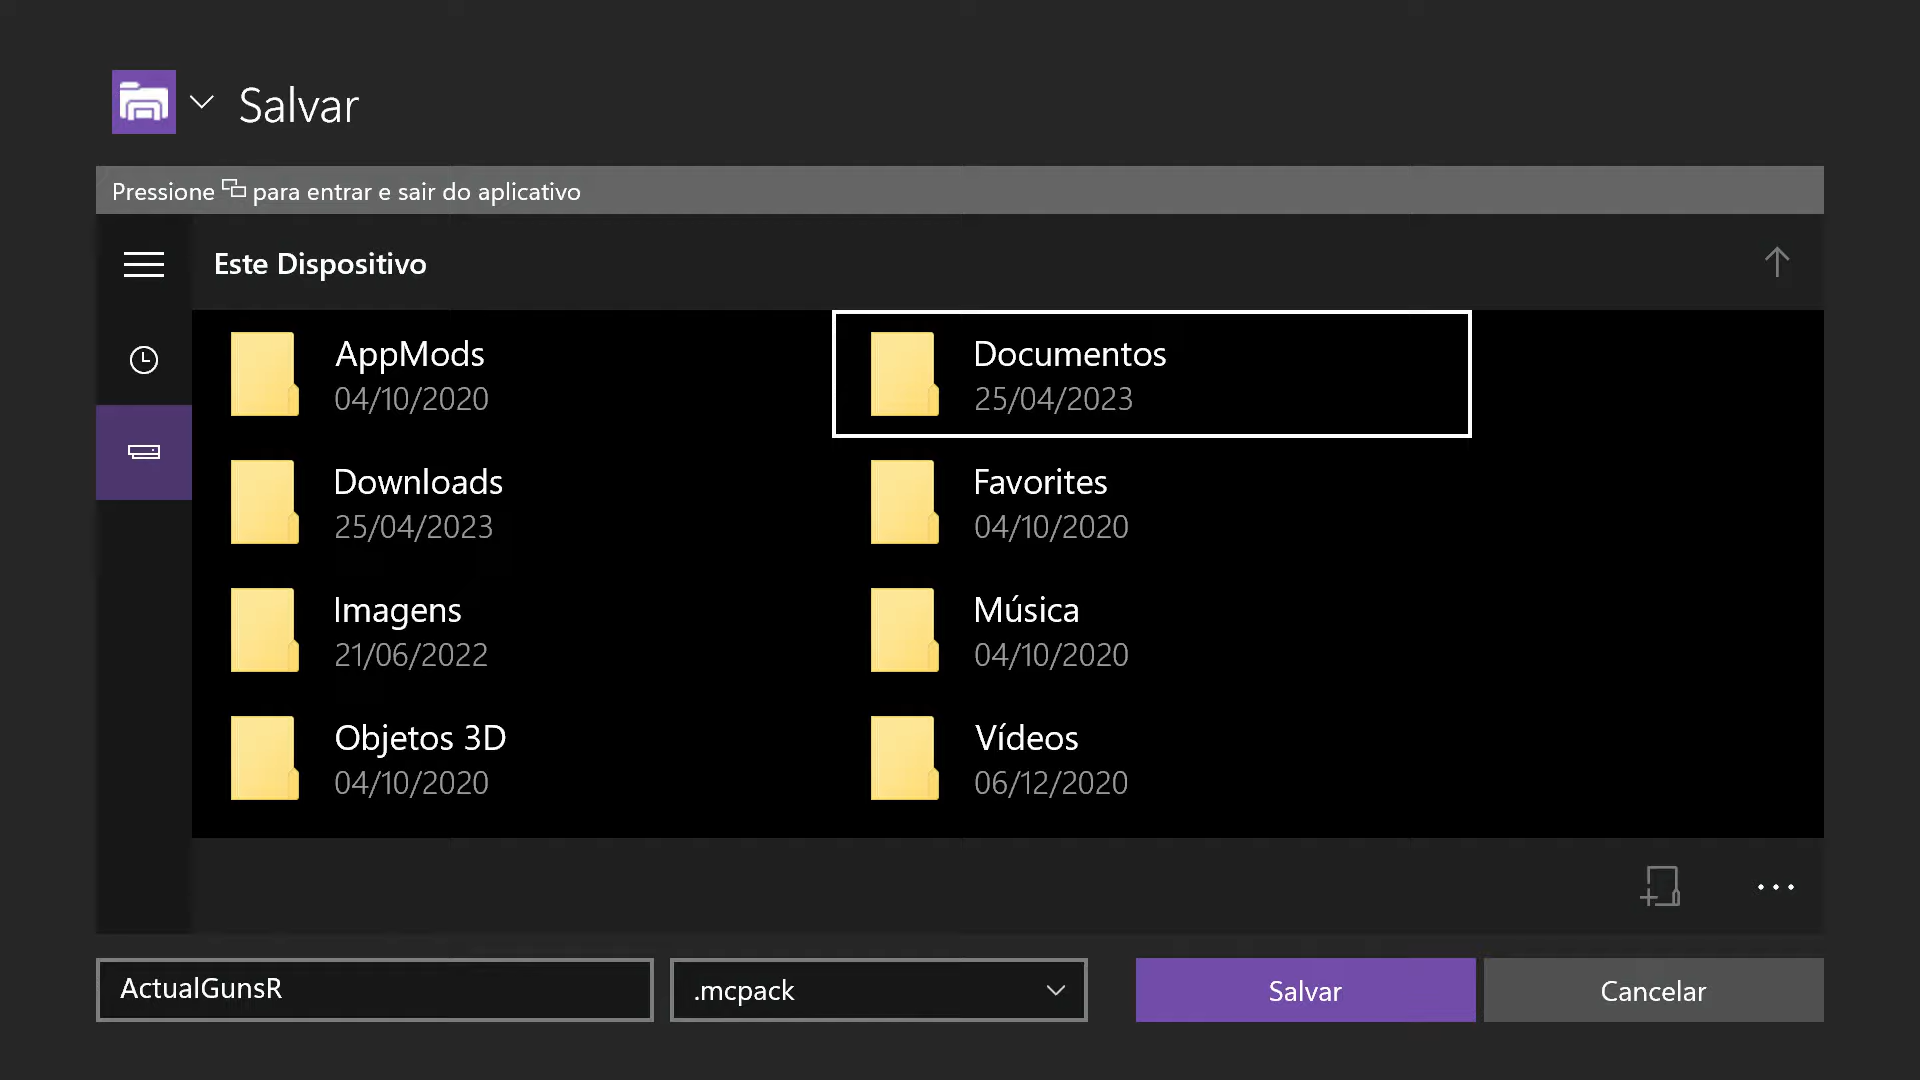 Salvar
Pressione para entrar e sair do aplicativo
Este Dispositivo
AppMods
04/10/2020
Documentos
25/04/2023
Downloads
25/04/2023
Favorites
04/10/2020
Imagens
21/06/2022
Música
04/10/2020
Objetos 3D
04/10/2020
Vídeos
06/12/2020
ActualGunsR
.mcpack
Salvar
Cancelar